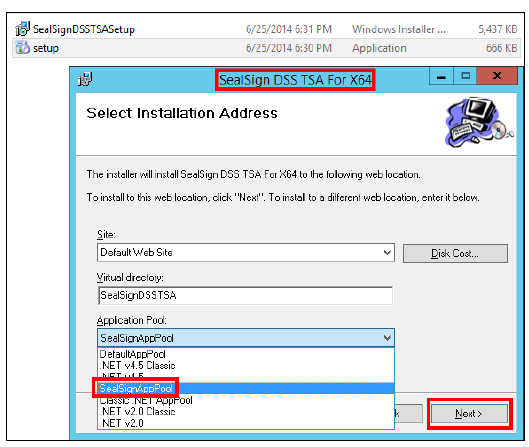 SealSignDSSTSASetup 6/25/2014 6:31 PM Windows Installer ... 5,437 KB
setup 6/25/2014 6:30 PM Application 666 KB
SealSign DSS TSA For X64
Select Installation Address
The installer will install SealSign DSS TSA For X64 to the following web location.
To install to this web location, click "Next". To install to a different web location, enter it below.
Site:
Default Web Site
Disk Cost...
Virtual directory:
SealSignDSSTSA
Application Pool:
SealSignAppPool
DefaultAppPool
.NET v4.5 Classic
.NET v4.5
SealSignAppPool
Classic .NET AppPool
.NET v2.0 Classic
.NET v2.0
Next >